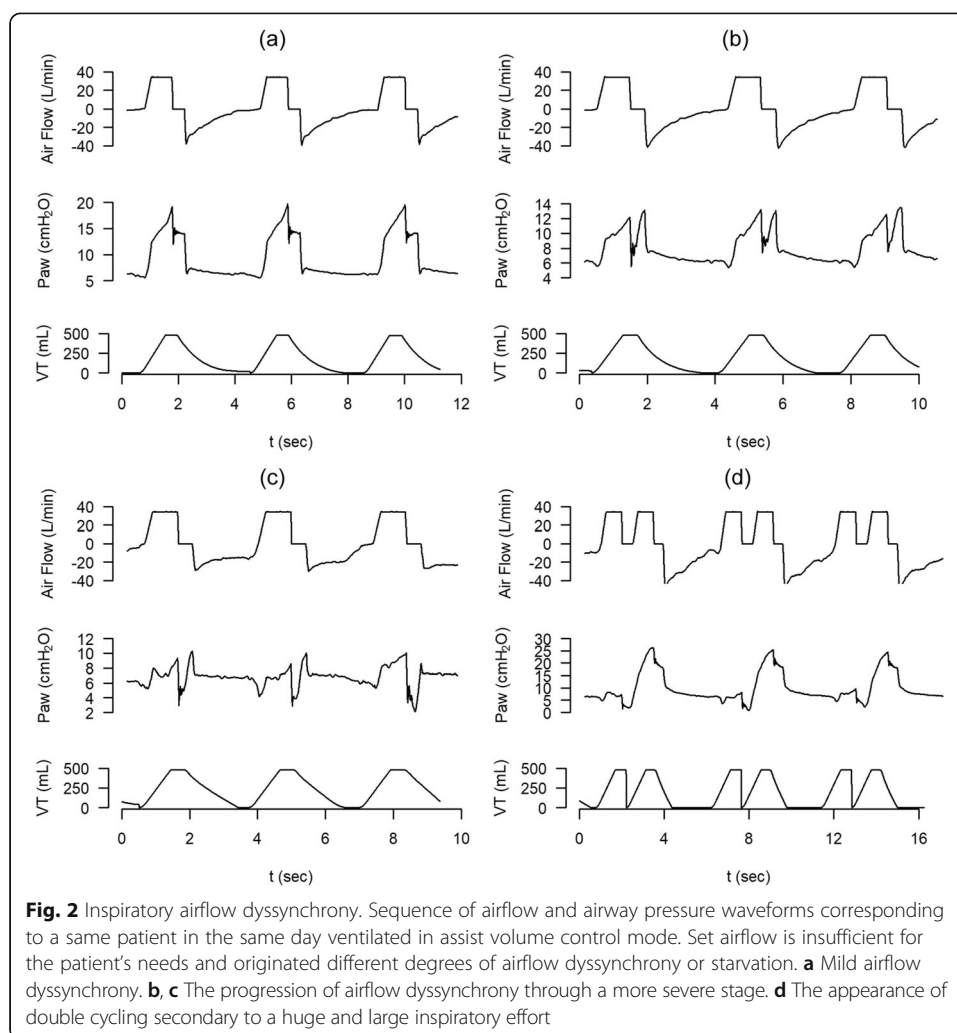 (a)
(b)
Air Flow (L/min)
40
20
0
-20
-40
Air Flow (L/min)
40
20
0
-20
-40
Paw (cmH₂O)
20
15
10
5
Paw (cmH₂O)
14
12
10
8
6
4
VT (mL)
500
250
0
VT (mL)
500
250
0
0 2 4 6 8 10 12
0 2 4 6 8 10
t (sec)
t (sec)
(c)
(d)
Air Flow (L/min)
40
20
0
-20
-40
Air Flow (L/min)
40
20
0
-20
-40
Paw (cmH₂O)
12
10
8
6
4
2
Paw (cmH₂O)
30
25
20
15
10
5
0
VT (mL)
500
250
0
VT (mL)
500
250
0
0 2 4 6 8 10
0 4 8 12 16
t (sec)
t (sec)
Fig. 2 Inspiratory airflow dyssynchrony. Sequence of airflow and airway pressure waveforms corresponding
to a same patient in the same day ventilated in assist volume control mode. Set airflow is insufficient for
the patient's needs and originated different degrees of airflow dyssynchrony or starvation. a Mild airflow
dyssynchrony. b, c The progression of airflow dyssynchrony through a more severe stage. d The appearance of
double cycling secondary to a huge and large inspiratory effort